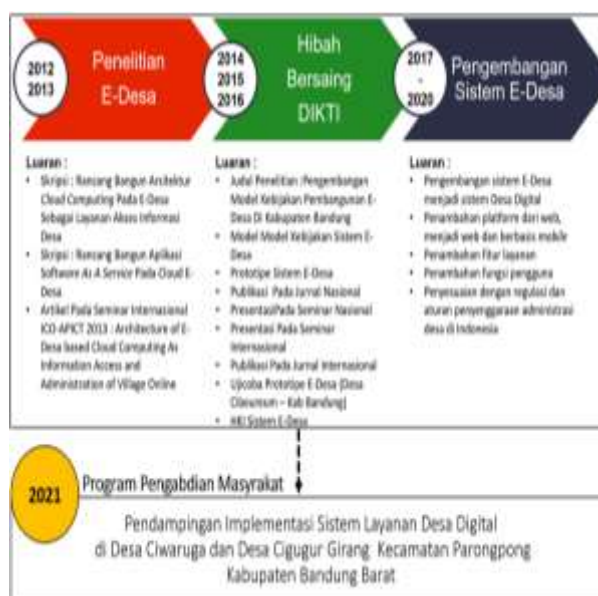 2012
2013
Penelitian
E-Desa
2014
2015
2016
Hibah
Bersaing
DIKTI
2017
-
2020
Pengembangan
Sistem E-Desa
Luaran :
• Skripsi : Rancang Bangun Arsitektur
Cloud Computing Pada E-Desa
Sebagai Layanan Akses Informasi
Desa
• Skripsi : Rancang Bangun Aplikasi
Software As A Service Pada Cloud E-
Desa
• Artikel Pada Seminar Internasional
ICO-APICT 2013 : Architecture of E-
Desa based Cloud Computing As
Information Access and
Administration of Village Online
Luaran :
• Judul Penelitian :Pengembangan
Model Kebijakan Pembangunan E-
Desa Di Kabupaten Bandung
• Model Model Kebijakan Sistem E-
Desa
• Prototipe Sistem E-Desa
• Publikasi Pada Jurnal Nasional
• PresentasiPada Seminar Nasional
• Presentasi Pada Seminar
Internasional
• Publikasi Pada Jurnal Internasional
• Ujicoba Prototipe E-Desa (Desa
– Kab Bandung)
• HKI Sistem E-Desa
Luaran :
• Pengembangan sistem E-Desa
menjadi sistem Desa Digital
• Penambahan platform dari web,
menjadi web dan berbasis mobile
• Penambahan fitur layanan
• Penambahan fungsi pengguna
• Penyesuaian dengan regulasi dan
aturan penyenggaraan administrasi
desa di Indonesia
2021
Program Pengabdian Masyrakat
Pendampingan Implementasi Sistem Layanan Desa Digital
di Desa Ciwaruga dan Desa Cigugur Girang Kecamatan Parongpong
Kabupaten Bandung Barat